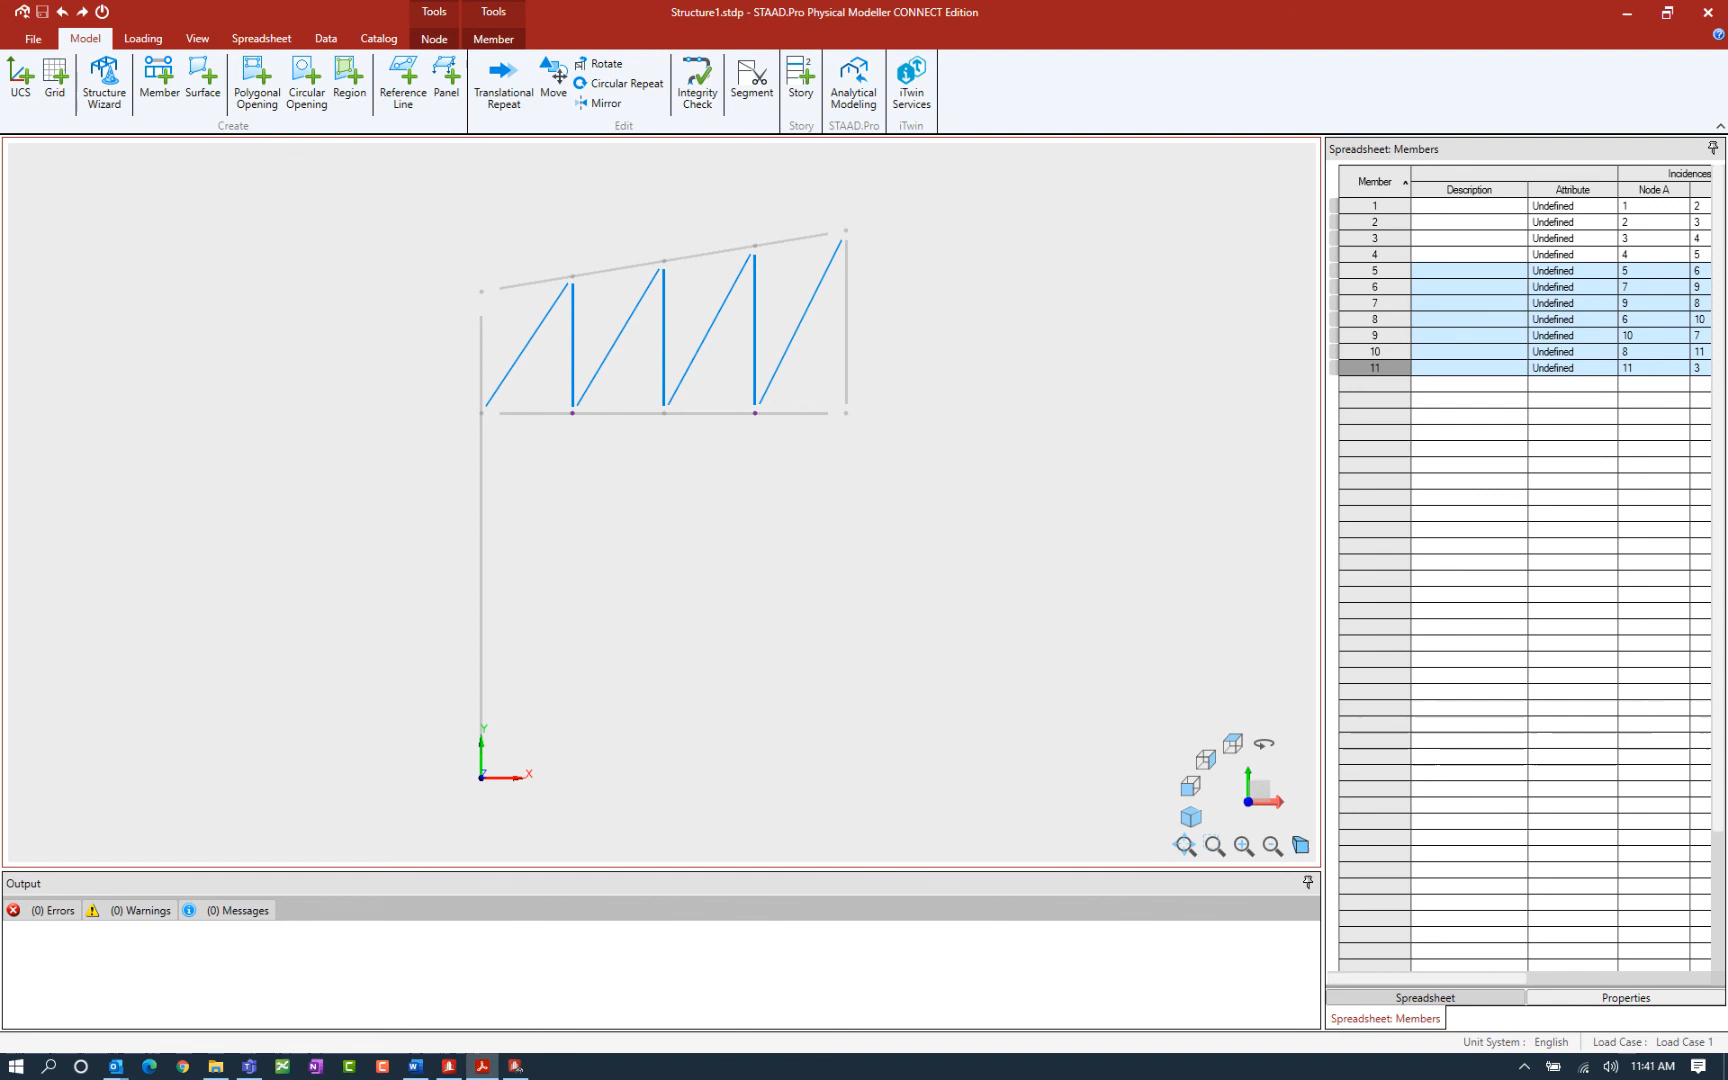 Structure1.stdp - STAAD.Pro Physical Modeller CONNECT Edition
Tools Tools
File Model Loading View Spreadsheet Data Catalog Node Member
UCS
Grid
Structure Wizard
Member
Surface
Polygonal Opening
Circular Opening
Region
Reference Line
Panel
Create
Translational Repeat
Move
Rotate
Circular Repeat
Mirror
Integrity Check
Segment
Edit
2
Story
Story
Analytical Modeling
STAAD.Pro
iTwin Services
iTwin
Spreadsheet: Members
Incidences
Member Description Attribute Node A
1 Undefined 1 2
2 Undefined 2 3
3 Undefined 3 4
4 Undefined 4 5
5 Undefined 5 6
6 Undefined 7 9
7 Undefined 9 8
8 Undefined 6 10
9 Undefined 10 7
10 Undefined 8 11
11 Undefined 11 3
Y
Z
X
Output
(0) Errors (0) Warnings (0) Messages
Spreadsheet Properties
Spreadsheet: Members
Unit System : English Load Case : Load Case 1
11:41 AM